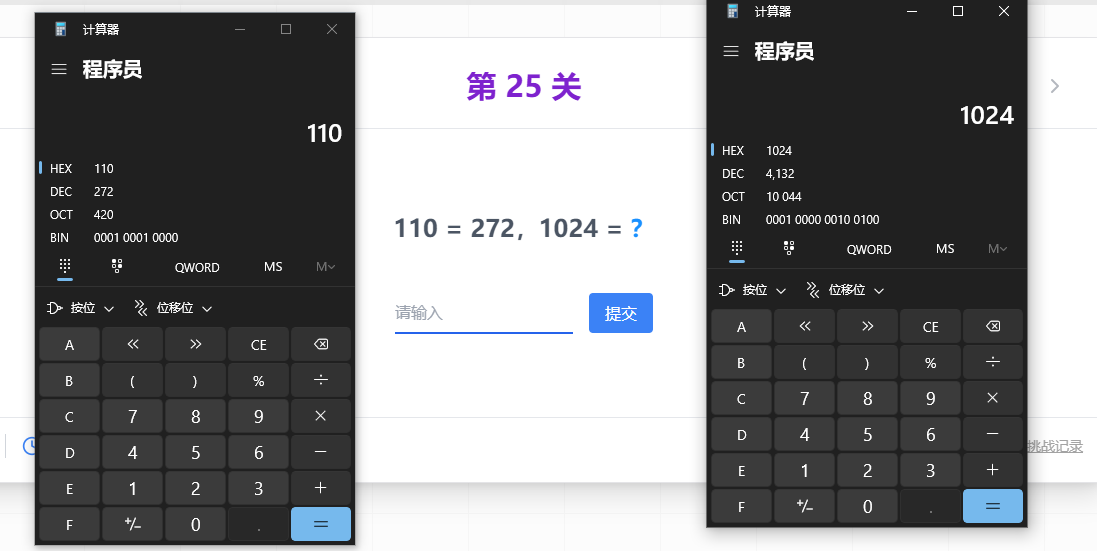 计算器
程序员
110
HEX 110
DEC 272
OCT 420
BIN 0001 0001 0000
QWORD MS M
按位 位移位
A CE
B ( ) % ÷
C 7 8 9 ×
D 4 5 6 −
E 1 2 3 +
F +/− 0 . =
第 25 关
110 = 272，1024 = ?
请输入 提交
计算器
程序员
1024
HEX 1024
DEC 4,132
OCT 10 044
BIN 0001 0000 0010 0100
QWORD MS M
按位 位移位
A CE
B ( ) % ÷
C 7 8 9 ×
D 4 5 6 −
E 1 2 3 +
F +/− 0 . =
挑战记录